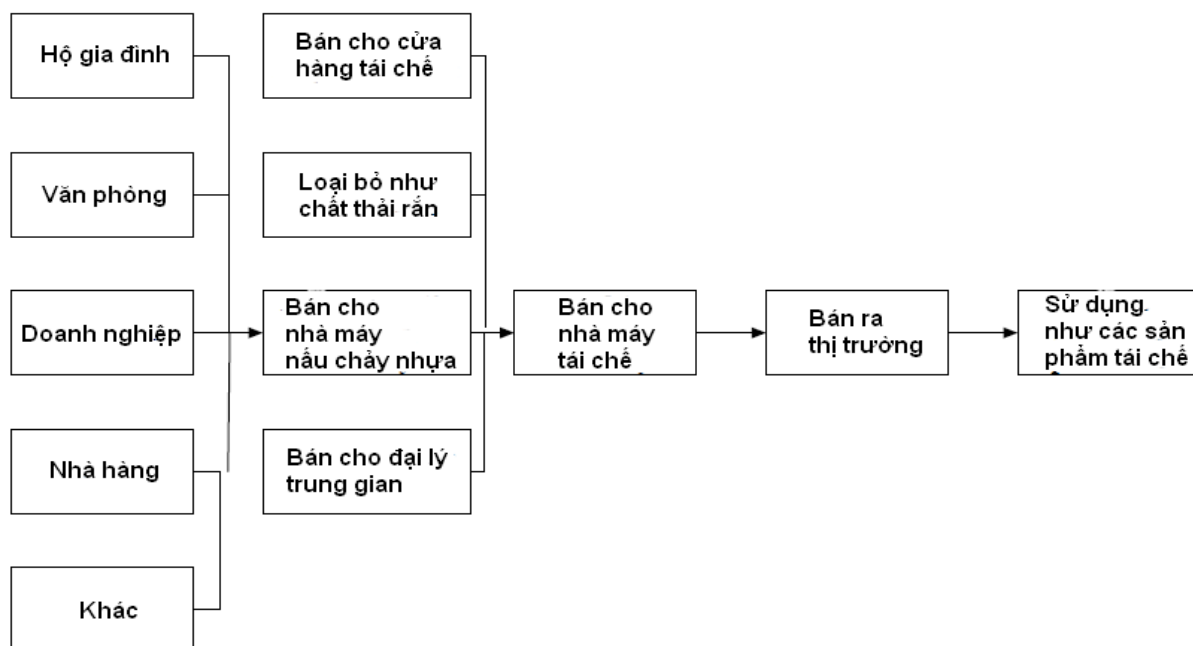 Hộ gia đình
Văn phòng
Doanh nghiệp
Nhà hàng
Khác
Bán cho cửa
hàng tái chế
Loại bỏ như
chất thải rắn
Bán cho
nhà máy
nấu chảy nhựa
Bán cho đại lý
trung gian
Bán cho
nhà máy
tái chế
Bán ra
thị trường
Sử dụng
như các sản
phẩm tái chế